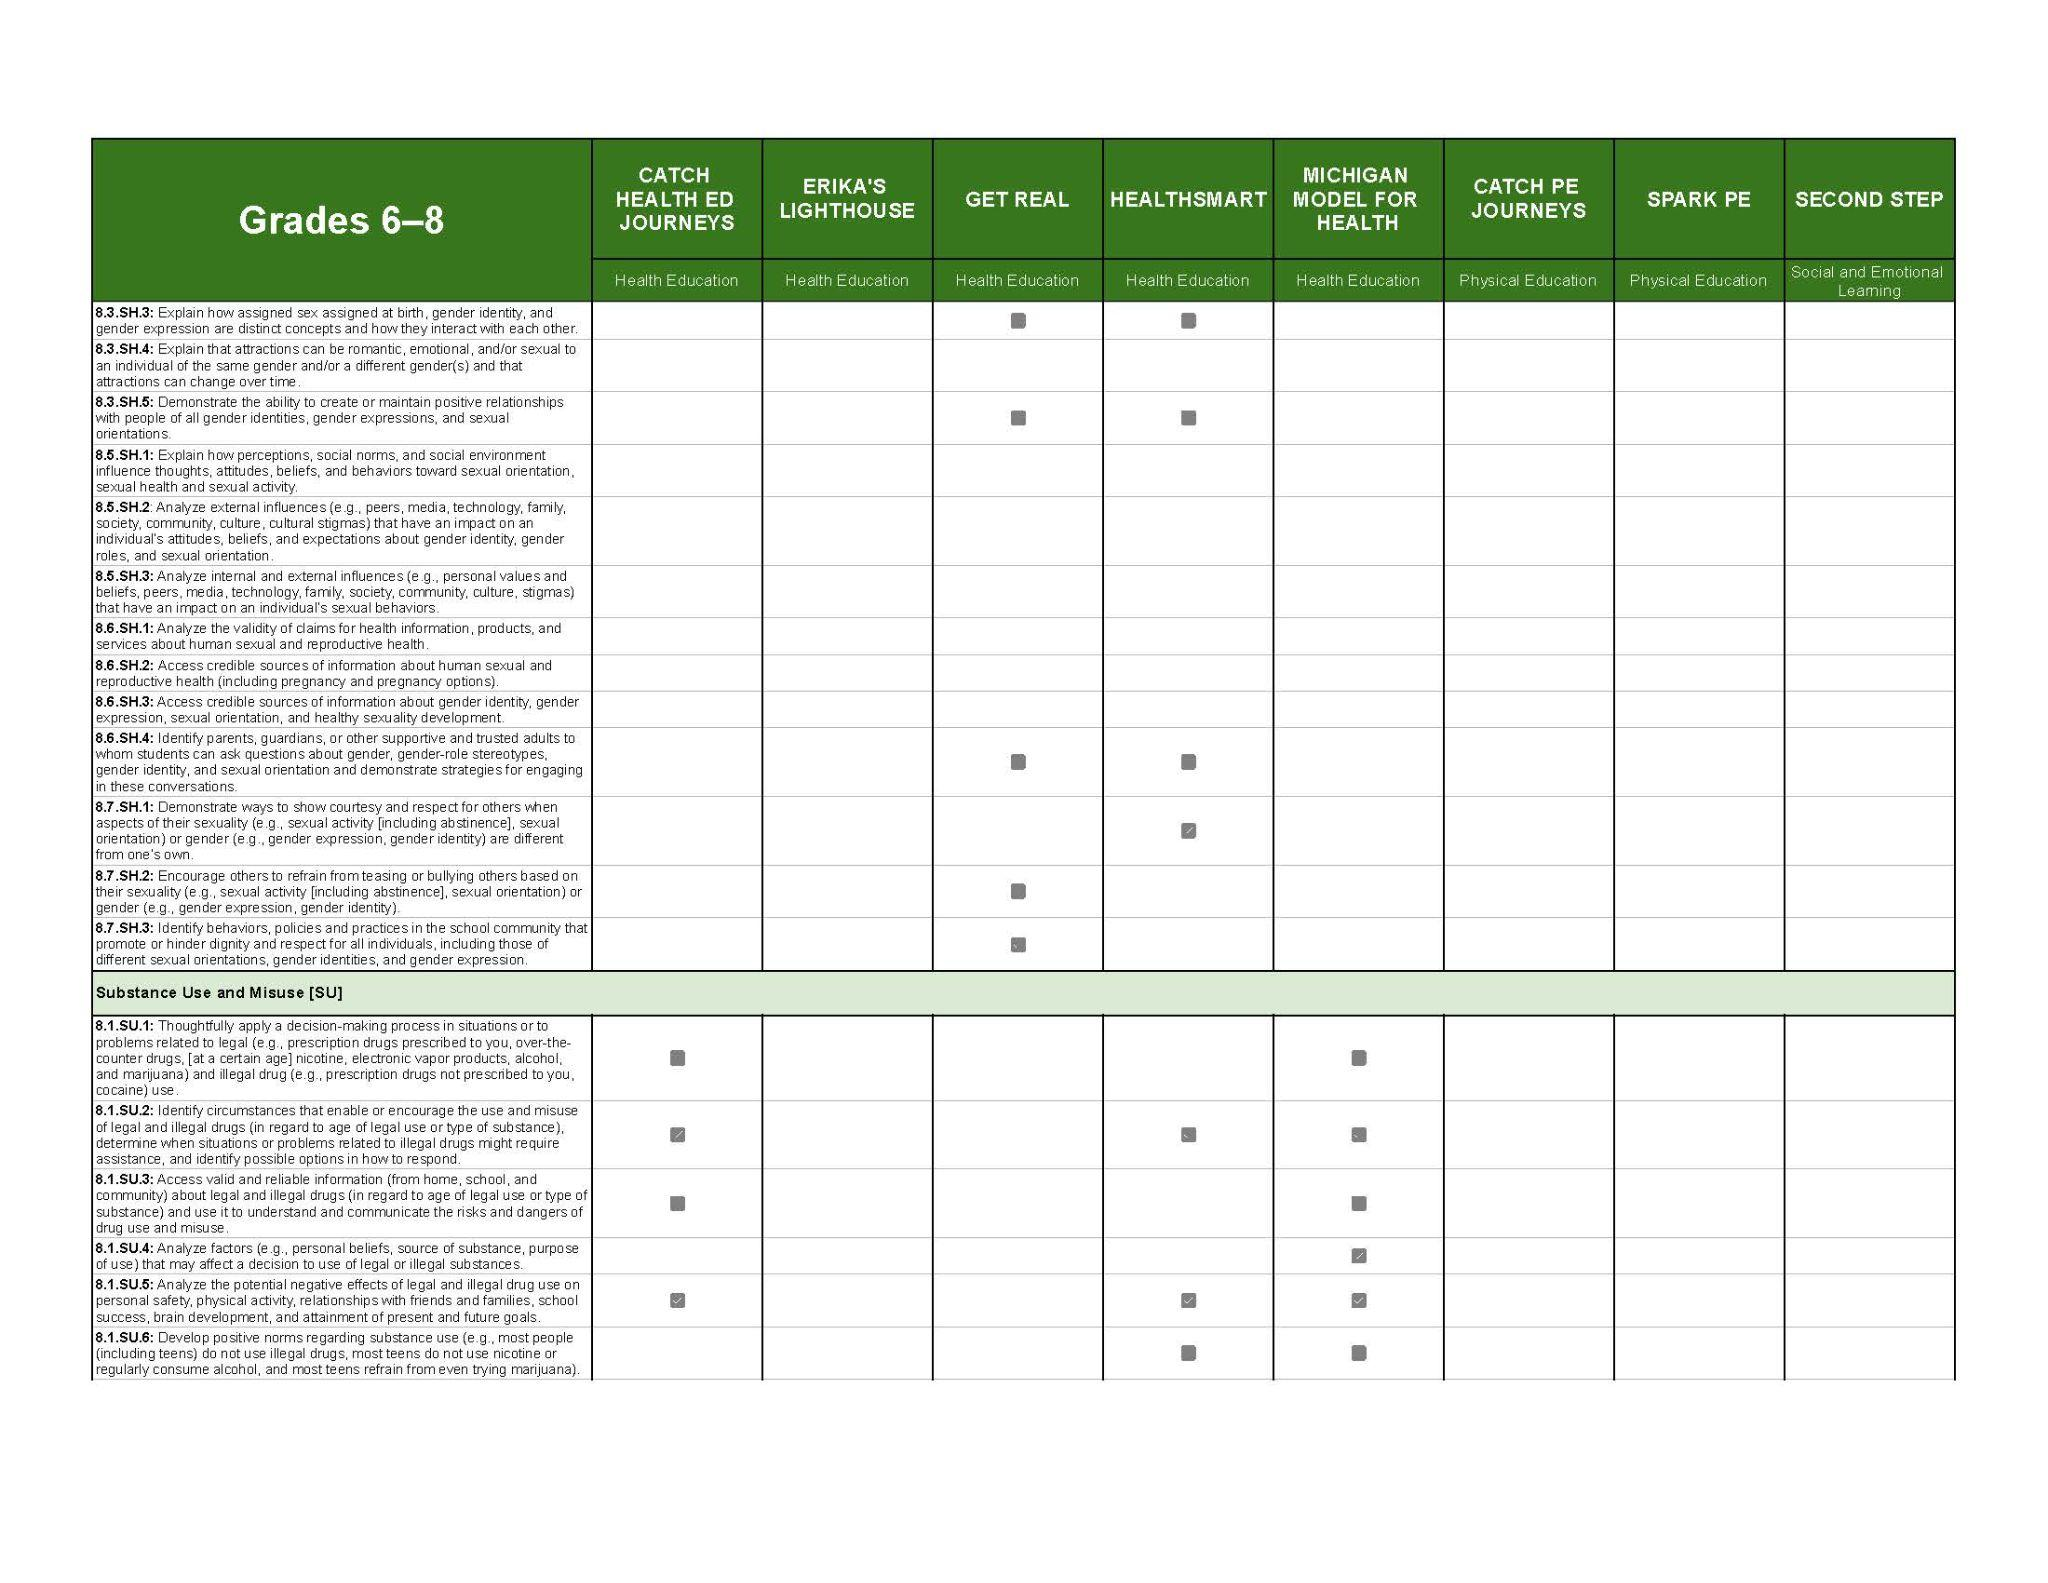 Grades 6–8
CATCH
HEALTH ED
JOURNEYS
ERIKA'S
LIGHTHOUSE
GET REAL
HEALTHSMART
MICHIGAN
MODEL FOR
HEALTH
CATCH PE
JOURNEYS
SPARK PE
SECOND STEP
Health Education
Health Education
Health Education
Health Education
Health Education
Physical Education
Physical Education
Social and Emotional
Learning
8.3.SH.3: Explain how assigned sex assigned at birth, gender identity, and
gender expression are distinct concepts and how they interact with each other.
8.3.SH.4: Explain that attractions can be romantic, emotional, and/or sexual to
an individual of the same gender and/or a different gender(s) and that
attractions can change over time.
8.3.SH.5: Demonstrate the ability to create or maintain positive relationships
with people of all gender identities, gender expressions, and sexual
orientations.
8.5.SH.1: Explain how perceptions, social norms, and social environment
influence thoughts, attitudes, beliefs, and behaviors toward sexual orientation,
sexual health and sexual activity.
8.5.SH.2: Analyze external influences (e.g., peers, media, technology, family,
society, community, culture, cultural stigmas) that have an impact on an
individual's attitudes, beliefs, and expectations about gender identity, gender
roles, and sexual orientation.
8.5.SH.3: Analyze internal and external influences (e.g., personal values and
beliefs, peers, media, technology, family, society, community, culture, stigmas)
that have an impact on an individual's sexual behaviors.
8.6.SH.1: Analyze the validity of claims for health information, products, and
services about human sexual and reproductive health.
8.6.SH.2: Access credible sources of information about human sexual and
reproductive health (including pregnancy and pregnancy options).
8.6.SH.3: Access credible sources of information about gender identity, gender
expression, sexual orientation, and healthy sexuality development.
8.6.SH.4: Identify parents, guardians, or other supportive and trusted adults to
whom students can ask questions about gender, gender-role stereotypes,
gender identity, and sexual orientation and demonstrate strategies for engaging
in these conversations.
8.7.SH.1: Demonstrate ways to show courtesy and respect for others when
aspects of their sexuality (e.g., sexual activity [including abstinence], sexual
orientation) or gender (e.g., gender expression, gender identity) are different
from one's own.
8.7.SH.2: Encourage others to refrain from teasing or bullying others based on
their sexuality (e.g., sexual activity [including abstinence], sexual orientation) or
gender (e.g., gender expression, gender identity).
8.7.SH.3: Identify behaviors, policies and practices in the school community that
promote or hinder dignity and respect for all individuals, including those of
different sexual orientations, gender identities, and gender expression.
Substance Use and Misuse [SU]
8.1.SU.1: Thoughtfully apply a decision-making process in situations or to
problems related to legal (e.g., prescription drugs prescribed to you, over-the-
counter drugs, [at a certain age] nicotine, electronic vapor products, alcohol,
and marijuana) and illegal drug (e.g., prescription drugs not prescribed to you,
cocaine) use.
8.1.SU.2: Identify circumstances that enable or encourage the use and misuse
of legal and illegal drugs (in regard to age of legal use or type of substance),
determine when situations or problems related to illegal drugs might require
assistance, and identify possible options in how to respond.
8.1.SU.3: Access valid and reliable information (from home, school, and
community) about legal and illegal drugs (in regard to age of legal use or type of
substance) and use it to understand and communicate the risks and dangers of
drug use and misuse.
8.1.SU.4: Analyze factors (e.g., personal beliefs, source of substance, purpose
of use) that may affect a decision to use of legal or illegal substances.
8.1.SU.5: Analyze the potential negative effects of legal and illegal drug use on
personal safety, physical activity, relationships with friends and families, school
success, brain development, and attainment of present and future goals.
8.1.SU.6: Develop positive norms regarding substance use (e.g., most people
(including teens) do not use illegal drugs, most teens do not use nicotine or
regularly consume alcohol, and most teens refrain from even trying marijuana).